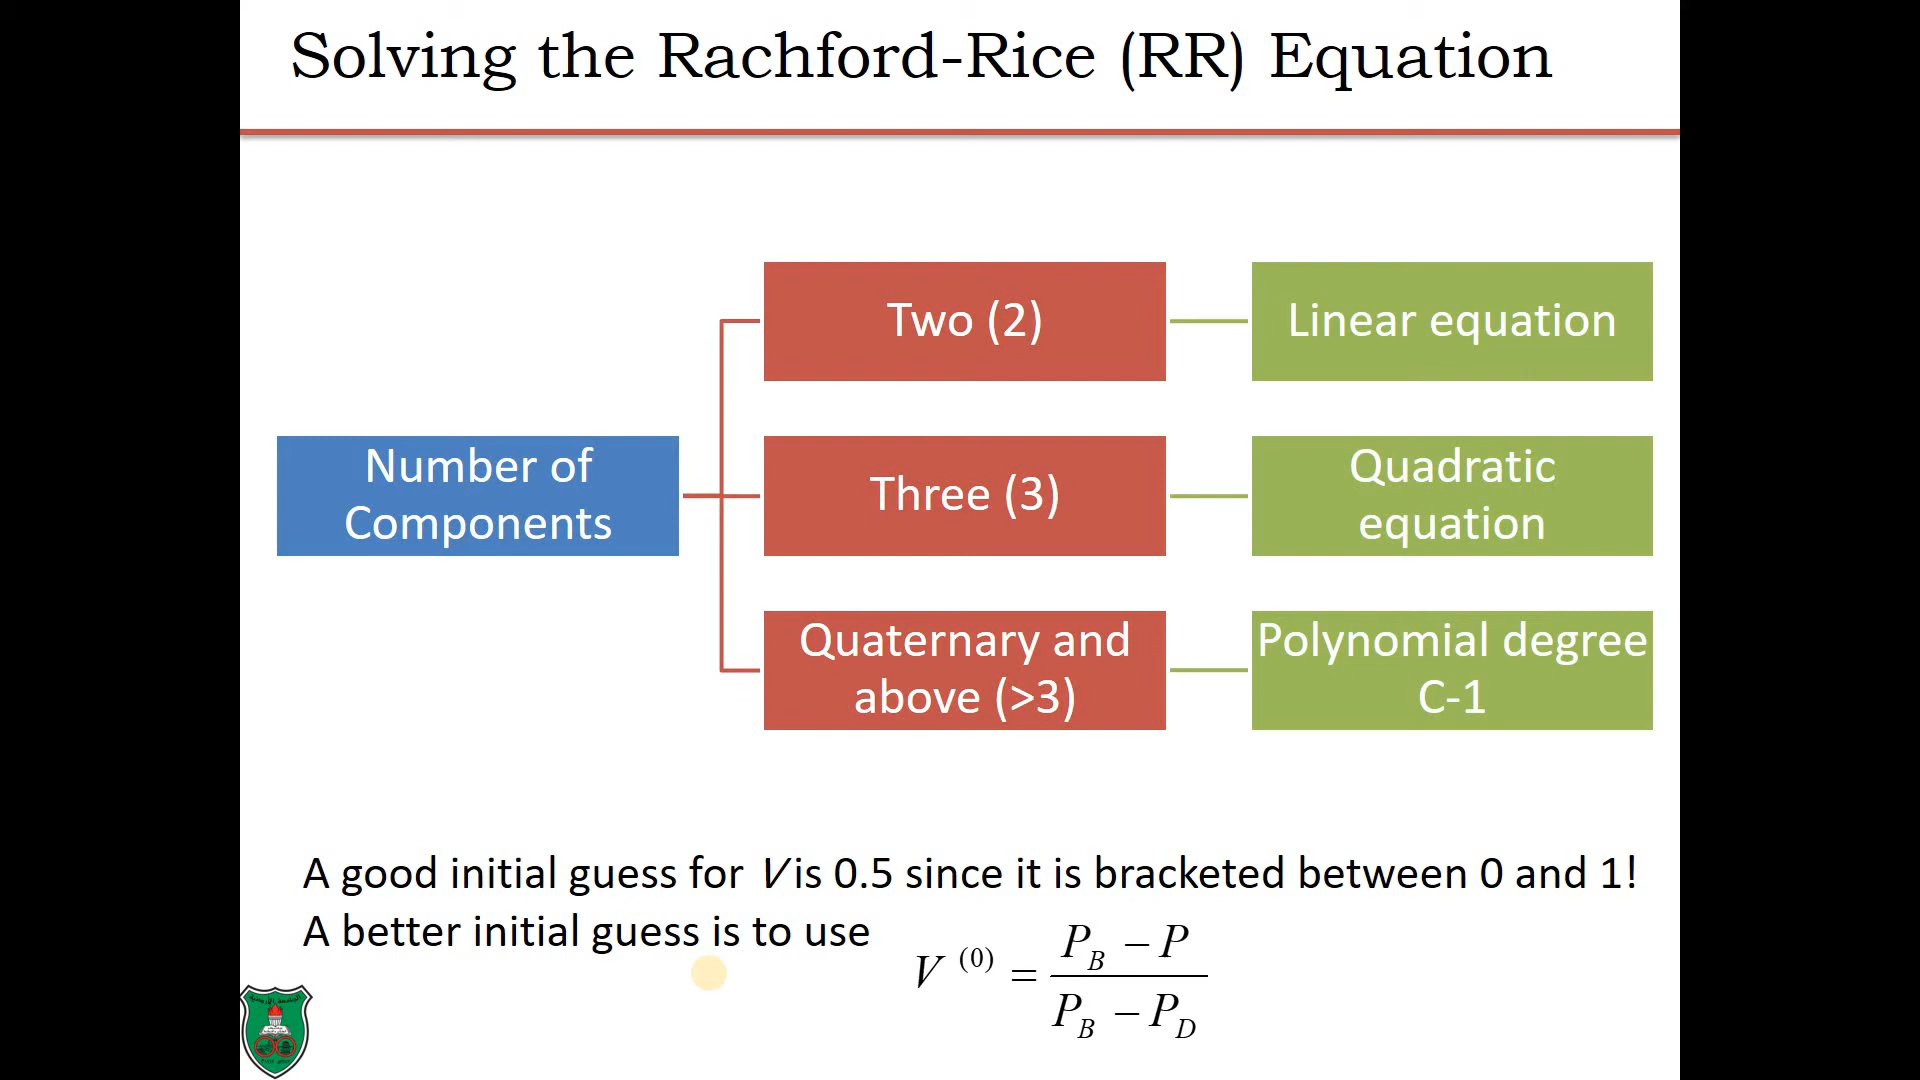 Solving the Rachford-Rice (RR) Equation
Two (2)
Linear equation
Number of
Components
Three (3)
Quadratic
equation
Quaternary and
above (>3)
Polynomial degree
C-1
A good initial guess for V is 0.5 since it is bracketed between 0 and 1!
A better initial guess is to use
V^(0) = (P_B − P) / (P_B − P_D)